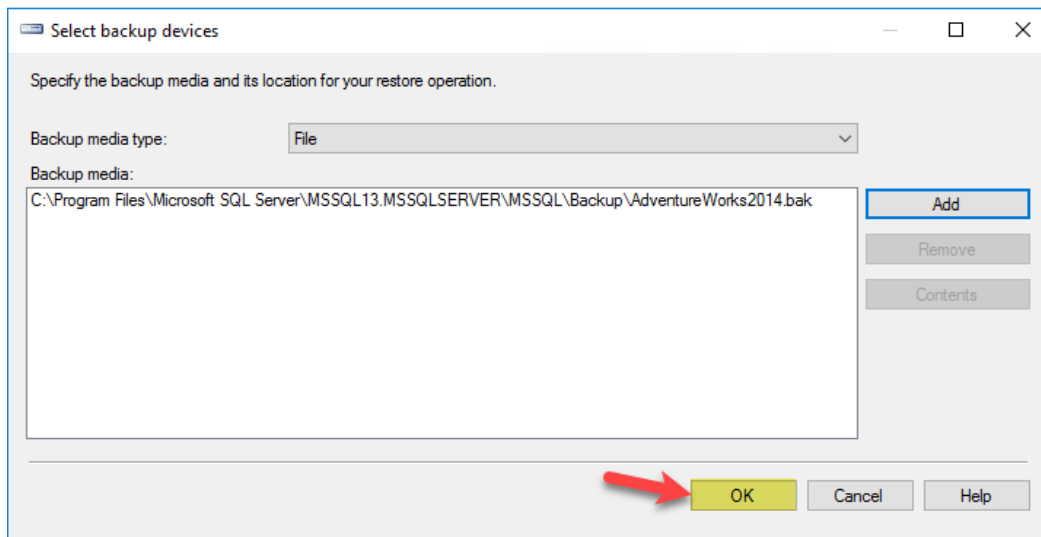 Select backup devices
Specify the backup media and its location for your restore operation.
Backup media type:
File
Backup media:
C:\Program Files\Microsoft SQL Server\MSSQL13.MSSQLSERVER\MSSQL\Backup\AdventureWorks2014.bak
Add
Remove
Contents
OK
Cancel
Help